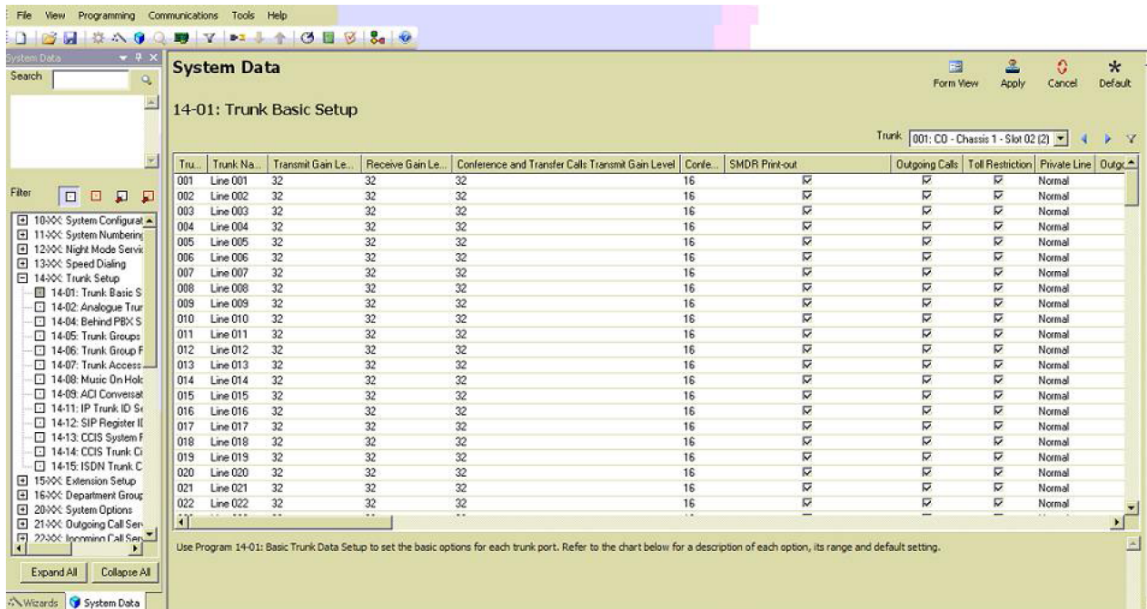 File View Programming Communications Tools Help
System Data
Search
Filter
10-XX: System Configurat
11-XX: System Numbering
12-XX: Night Mode Servic
13-XX: Speed Dialing
14-XX: Trunk Setup
14-01: Trunk Basic S
14-02: Analogue Trun
14-04: Behind PBX S
14-05: Trunk Groups
14-06: Trunk Group F
14-07: Trunk Access
14-08: Music On Hold
14-09: ACI Conversat
14-11: IP Trunk ID Se
14-12: SIP Register ID
14-13: CCIS System F
14-14: CCIS Trunk Ci
14-15: ISDN Trunk C
15-XX: Extension Setup
16-XX: Department Group
20-XX: System Options
21-XX: Outgoing Call Serv
22-XX: Incoming Call Serv
Expand All Collapse All
Wizards System Data
System Data
Form View Apply Cancel Default
14-01: Trunk Basic Setup
Trunk 001: CO - Chassis 1 - Slot 02 (2)
Tru... Trunk Na... Transmit Gain Le... Receive Gain Le... Conference and Transfer Calls Transmit Gain Level Confe... SMDR Print-out Outgoing Calls Toll Restriction Private Line Outgo
001 Line 001 32 32 32 16 Normal
002 Line 002 32 32 32 16 Normal
003 Line 003 32 32 32 16 Normal
004 Line 004 32 32 32 16 Normal
005 Line 005 32 32 32 16 Normal
006 Line 006 32 32 32 16 Normal
007 Line 007 32 32 32 16 Normal
008 Line 008 32 32 32 16 Normal
009 Line 009 32 32 32 16 Normal
010 Line 010 32 32 32 16 Normal
011 Line 011 32 32 32 16 Normal
012 Line 012 32 32 32 16 Normal
013 Line 013 32 32 32 16 Normal
014 Line 014 32 32 32 16 Normal
015 Line 015 32 32 32 16 Normal
016 Line 016 32 32 32 16 Normal
017 Line 017 32 32 32 16 Normal
018 Line 018 32 32 32 16 Normal
019 Line 019 32 32 32 16 Normal
020 Line 020 32 32 32 16 Normal
021 Line 021 32 32 32 16 Normal
022 Line 022 32 32 32 16 Normal
Use Program 14-01: Basic Trunk Data Setup to set the basic options for each trunk port. Refer to the chart below for a description of each option, its range and default setting.